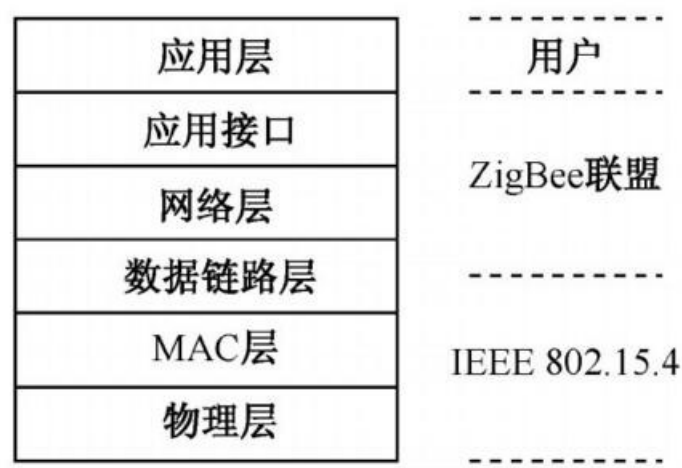 应用层
用户
应用接口
ZigBee联盟
网络层
数据链路层
MAC层
IEEE 802.15.4
物理层